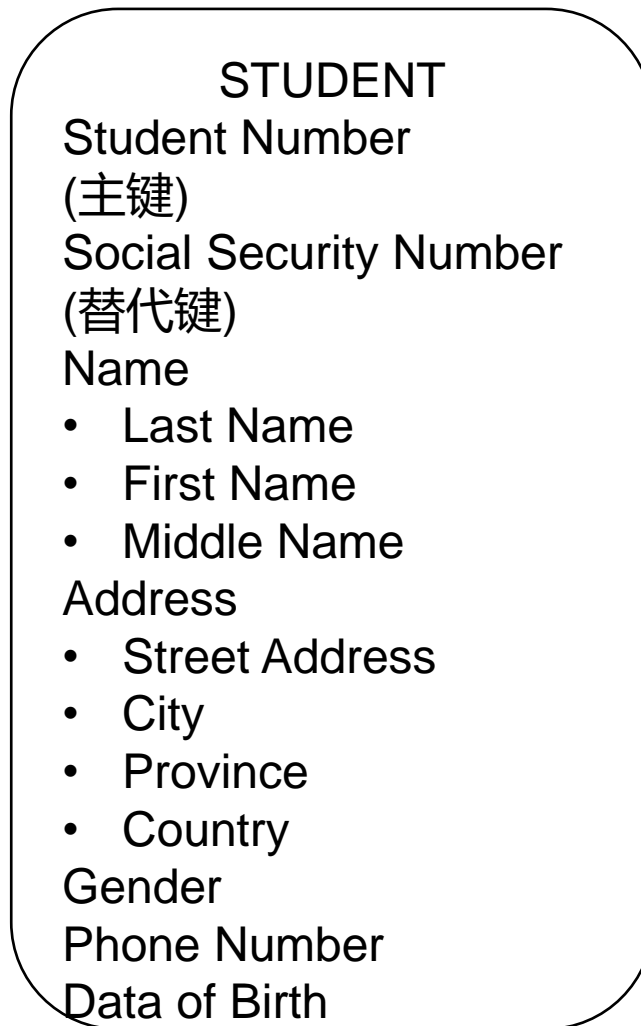 STUDENT
Student Number
(主键)
Social Security Number
(替代键)
Name
• Last Name
• First Name
• Middle Name
Address
• Street Address
• City
• Province
• Country
Gender
Phone Number
Data of Birth